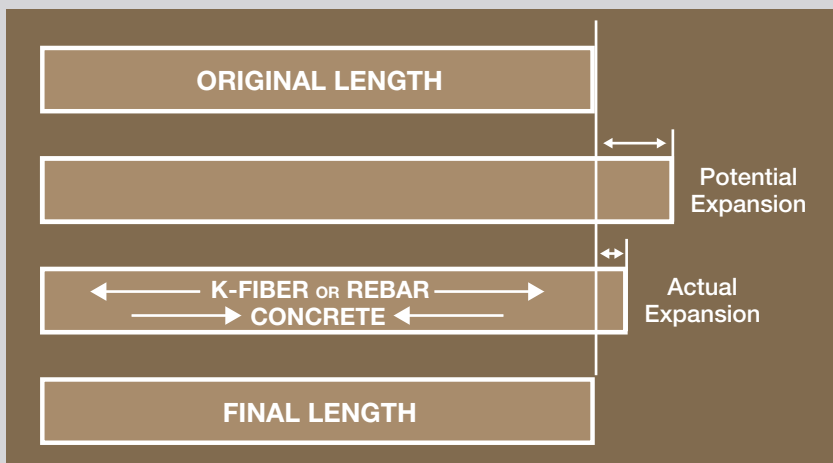 ORIGINAL LENGTH
Potential
Expansion
K-FIBER OR REBAR
CONCRETE
Actual
Expansion
FINAL LENGTH